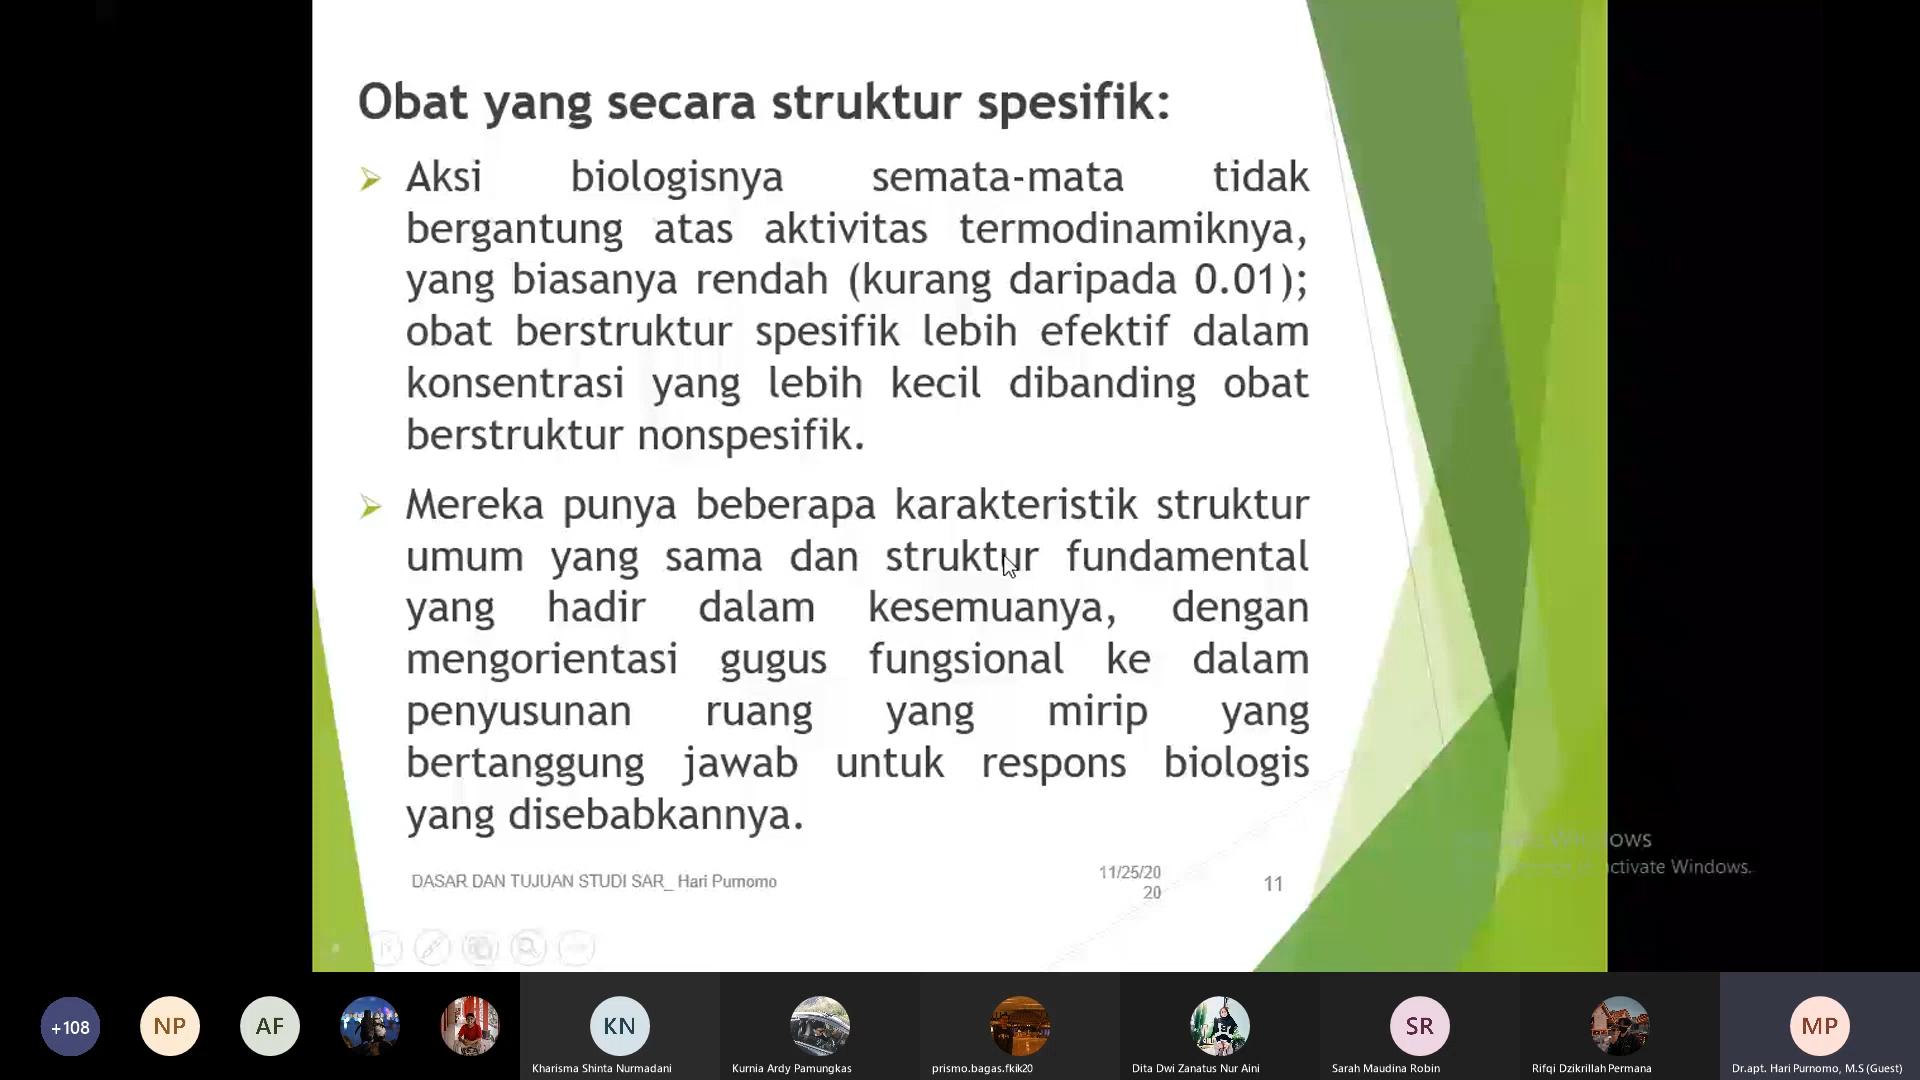 Obat yang secara struktur spesifik:
Aksi biologisnya semata-mata tidak
bergantung atas aktivitas termodinamiknya,
yang biasanya rendah (kurang daripada 0.01);
obat berstruktur spesifik lebih efektif dalam
konsentrasi yang lebih kecil dibanding obat
berstruktur nonspesifik.
Mereka punya beberapa karakteristik struktur
umum yang sama dan struktur fundamental
yang hadir dalam kesemuanya, dengan
mengorientasi gugus fungsional ke dalam
penyusunan ruang yang mirip yang
bertanggung jawab untuk respons biologis
yang disebabkannya.
DASAR DAN TUJUAN STUDI SAR_ Hari Purnomo
11/25/20
20
11
Windows
activate Windows.
+108
NP
AF
KN
SR
MP
Kharisma Shinta Nurmadani
Kurnia Ardy Pamungkas
prismo.bagas.fkik20
Dita Dwi Zanatus Nur Aini
Sarah Maudina Robin
Rifqi Dzikrillah Permana
Dr.apt. Hari Purnomo, M.S (Guest)